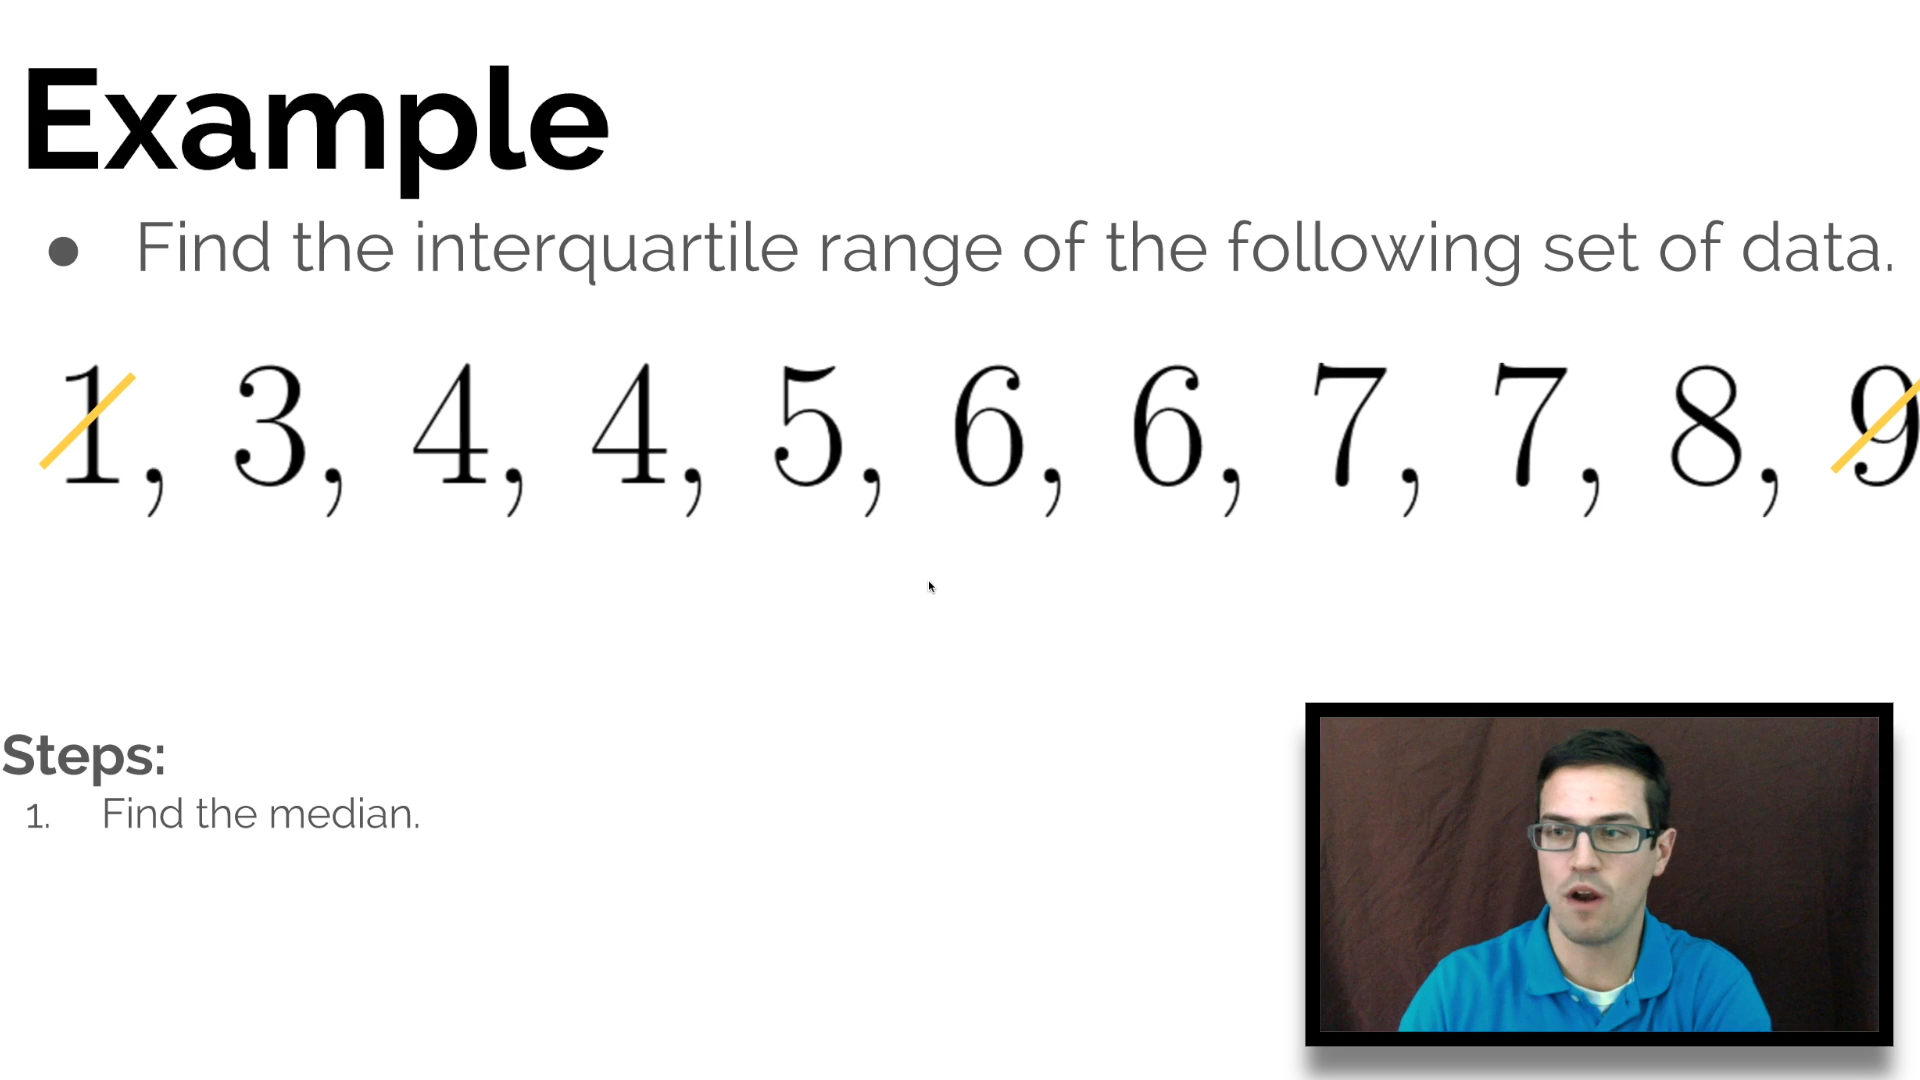 Example
● Find the interquartile range of the following set of data.
1, 3, 4, 4, 5, 6, 6, 7, 7, 8, 9
Steps:
1. Find the median.